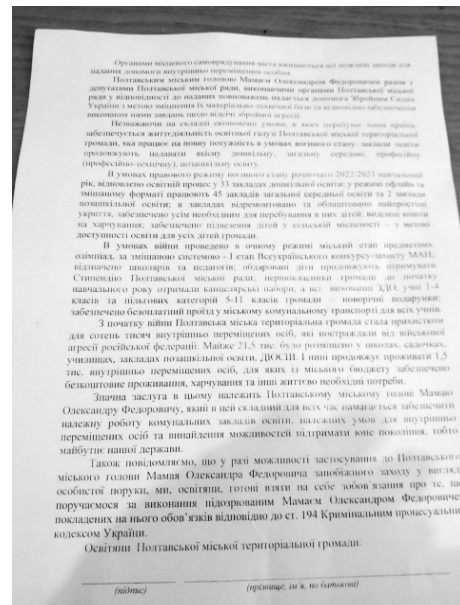 Органами місцевого самоврядування міста вживаються всі можливі заходи для
надання допомоги внутрішньо переміщеним особам.
Полтавським міським головою Мамаєм Олександром Федоровичем разом з
депутатами Полтавської міської ради, виконавчими органами Полтавської міської
ради у відповідності до наданих повноважень надається допомога Збройним Силам
України з метою зміцнення їх матеріально-технічної бази та відповідно забезпечення
виконання ними завдань щодо відсічі збройної агресії.
Незважаючи на складні економічні умови, в яких перебуває наша країна,
забезпечується життєдіяльність освітньої галузі Полтавської міської територіальної
громади, яка працює на повну потужність в умовах воєнного стану: заклади освіти
продовжують надавати якісну дошкільну, загальну середню, професійну
(професійно-технічну), позашкільну освіту.
В умовах правового режиму воєнного стану розпочато 2022/2023 навчальний
рік, відновлено освітній процес у 33 закладах дошкільної освіти; у режимі офлайн та
змішаному форматі працюють 45 закладів загальної середньої освіти та 2 заклади
позашкільної освіти; в закладах відремонтовано та облаштовано найпростіші
укриття, забезпечено усім необхідним для перебування в них дітей; виділені кошти
на харчування; забезпечено підвезення дітей у сільській місцевості – з метою
доступності освіти для усіх дітей громади.
В умовах війни проведено в очному режимі міський етап предметних
олімпіад, за змішаною системою - І етап Всеукраїнського конкурсу-захисту МАН;
відзначено школярів та педагогів; обдаровані діти продовжують отримувати
Стипендію Полтавської міської ради; першокласники громади до початку
навчального року отримали канцелярські набори, а всі вихованці ЗДО, учні 1-4
класів та пільгових категорій 5-11 класів громади – новорічні подарунки;
забезпечено безоплатний проїзд у міському комунальному транспорті для всіх учнів.
З початку війни Полтавська міська територіальна громада стала прихистком
для сотень тисяч внутрішньо переміщених осіб, які постраждали від військової
агресії російської федерації. Майже 21,5 тис. було розміщено у школах, садочках,
училищах, закладах позашкільної освіти, ДЮСШ. І нині продовжує проживати 1,5
тис. внутрішньо переміщених осіб, для яких із міського бюджету забезпечено
безкоштовне проживання, харчування та інші життєво необхідні потреби.
Значна заслуга в цьому належить Полтавському міському голові Мамаю
Олександру Федоровичу, який в цей складний для всіх час намагається забезпечити
належну роботу комунальних закладів освіти, належних умов для внутрішньо
переміщених осіб та винайдення можливостей підтримати юне покоління, тобто
майбутнє нашої держави.
Також повідомляємо, що у разі можливості застосування до Полтавського
міського голови Мамая Олександра Федоровича запобіжного заходу у вигляді
особистої поруки, ми, освітяни, готові взяти на себе зобов'язання про те, що
поручаємося за виконання підозрюваним Мамаєм Олександром Федоровичем
покладених на нього обов'язків відповідно до ст. 194 Кримінальним процесуальним
кодексом України.
Освітяни Полтавської міської територіальної громади:
(підпис) (прізвище, ім'я, по батькові)